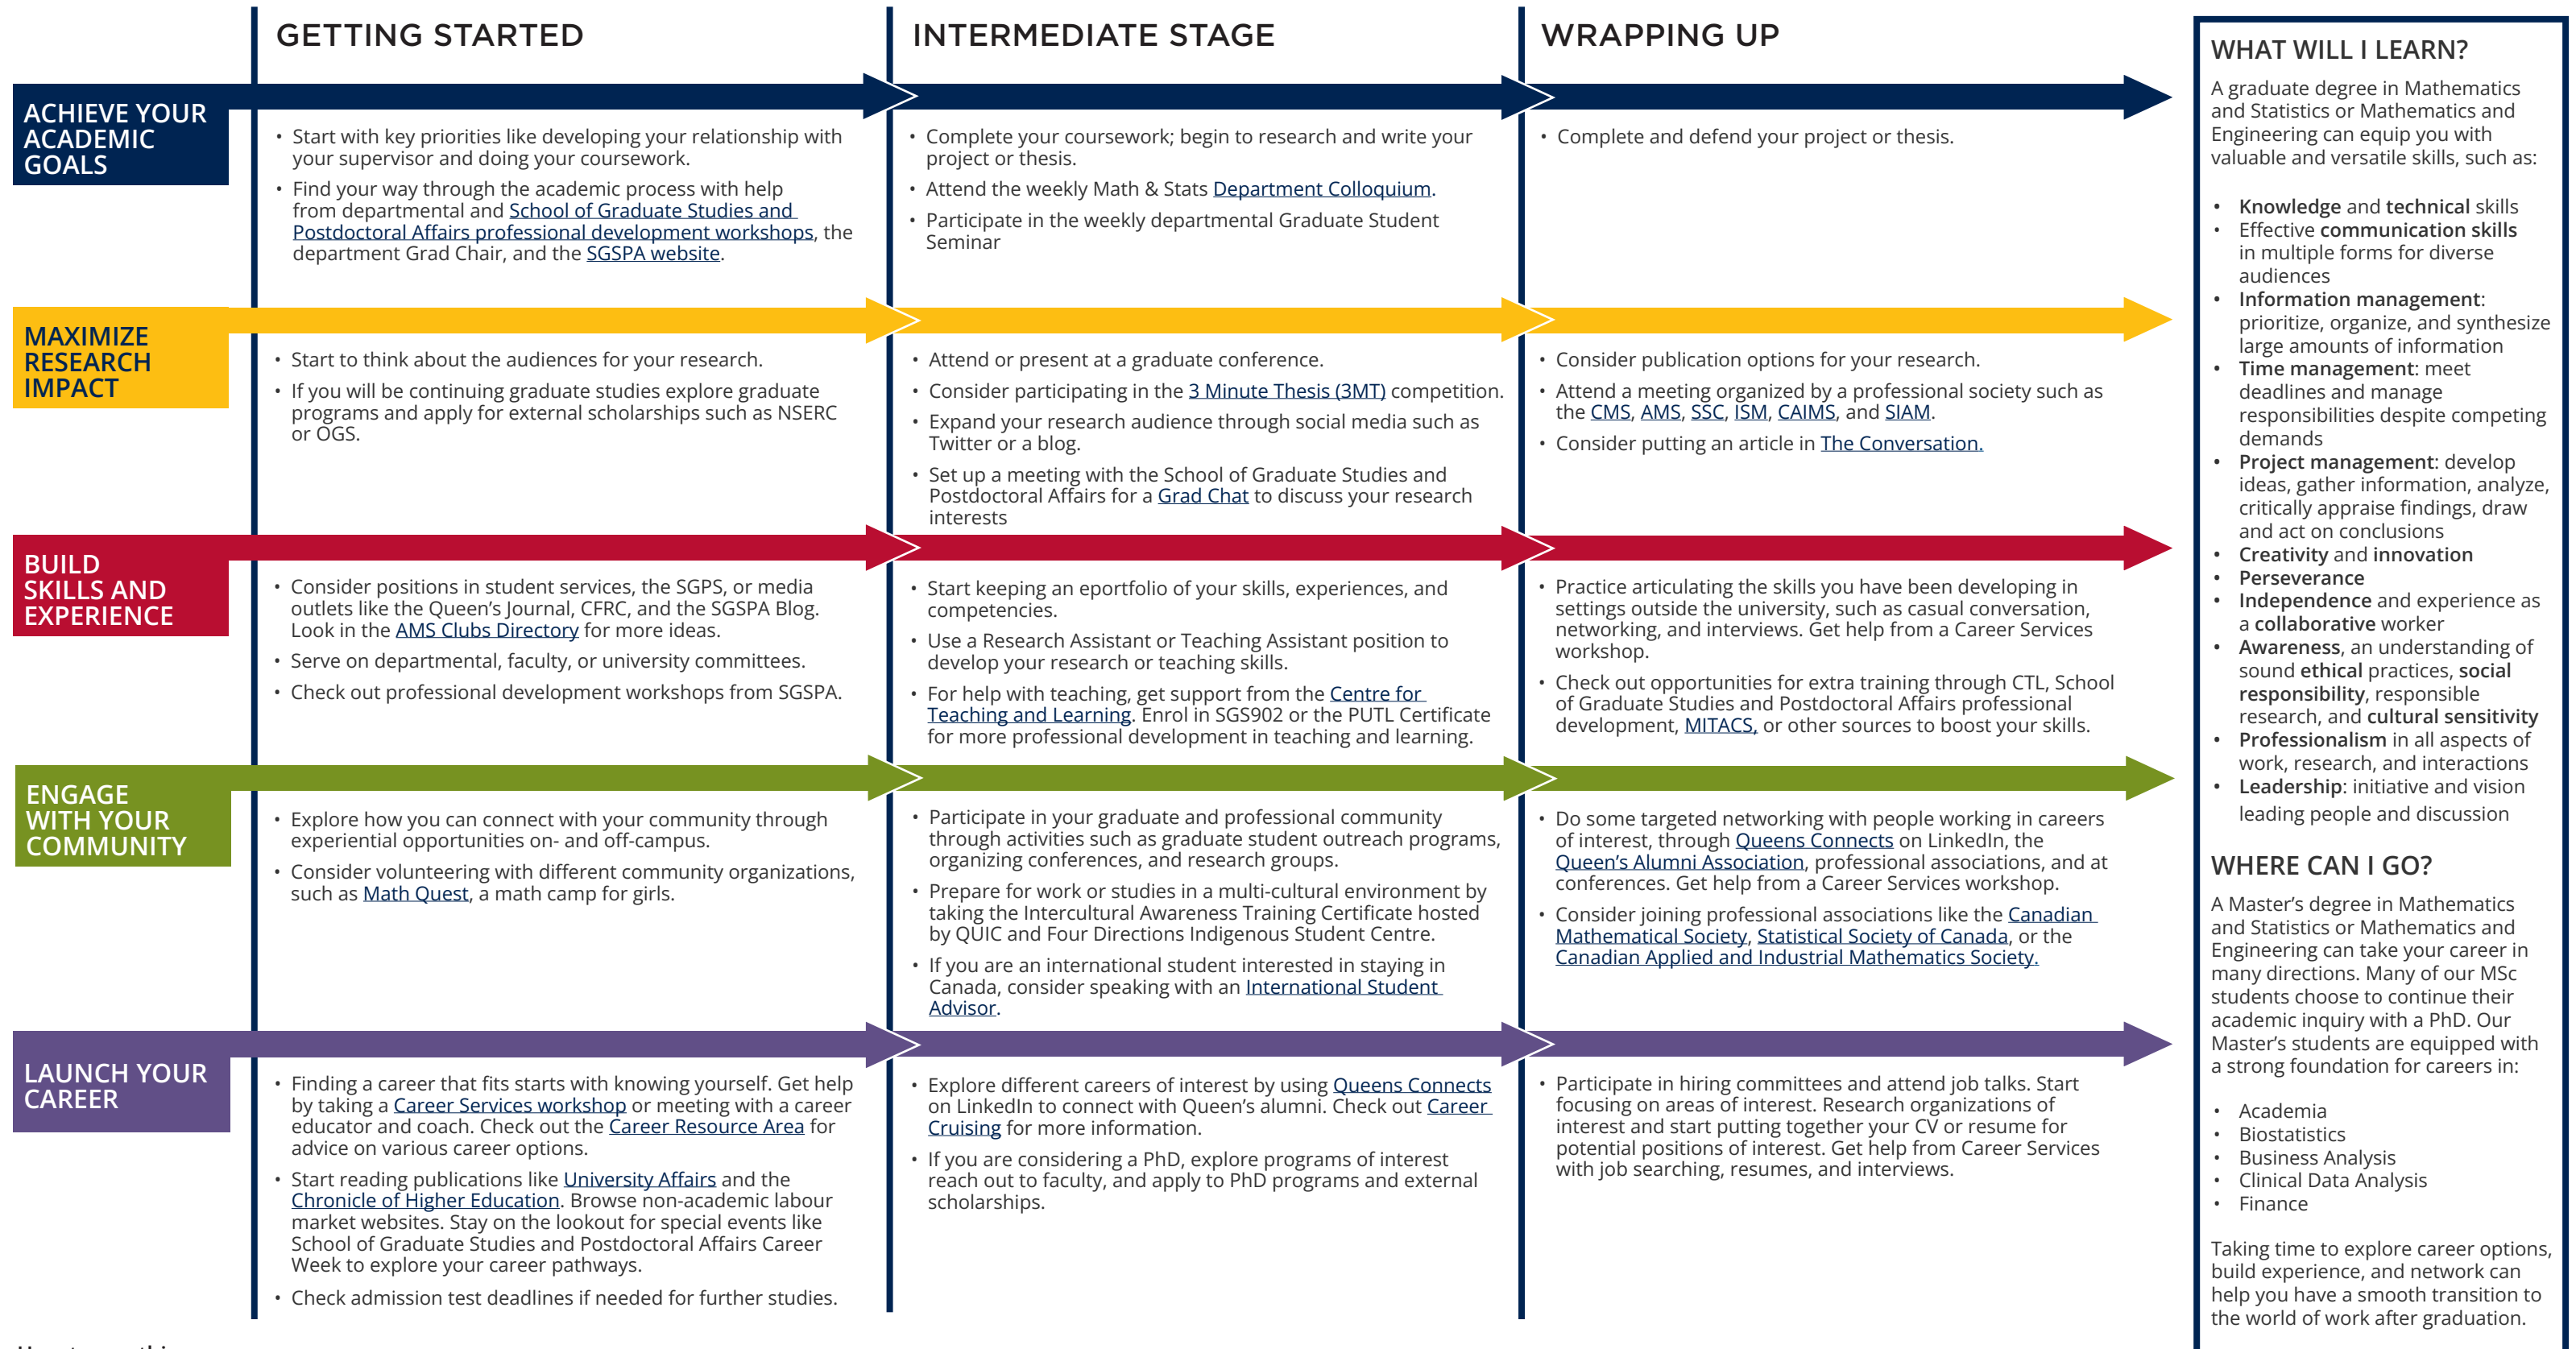 GETTING STARTED
INTERMEDIATE STAGE
WRAPPING UP
ACHIEVE YOUR
ACADEMIC
GOALS
• Start with key priorities like developing your relationship with
your supervisor and doing your coursework.
• Find your way through the academic process with help
from departmental and School of Graduate Studies and
Postdoctoral Affairs professional development workshops, the
department Grad Chair, and the SGSPA website.
• Complete your coursework; begin to research and write your
project or thesis.
• Attend the weekly Math & Stats Department Colloquium.
• Participate in the weekly departmental Graduate Student
Seminar
• Complete and defend your project or thesis.
MAXIMIZE
RESEARCH
IMPACT
• Start to think about the audiences for your research.
• If you will be continuing graduate studies explore graduate
programs and apply for external scholarships such as NSERC
or OGS.
• Attend or present at a graduate conference.
• Consider participating in the 3 Minute Thesis (3MT) competition.
• Expand your research audience through social media such as
Twitter or a blog.
• Set up a meeting with the School of Graduate Studies and
Postdoctoral Affairs for a Grad Chat to discuss your research
interests
• Consider publication options for your research.
• Attend a meeting organized by a professional society such as
the CMS, AMS, SSC, ISM, CAIMS, and SIAM.
• Consider putting an article in The Conversation.
BUILD
SKILLS AND
EXPERIENCE
• Consider positions in student services, the SGPS, or media
outlets like the Queen's Journal, CFRC, and the SGSPA Blog.
Look in the AMS Clubs Directory for more ideas.
• Serve on departmental, faculty, or university committees.
• Check out professional development workshops from SGSPA.
• Start keeping an eportfolio of your skills, experiences, and
competencies.
• Use a Research Assistant or Teaching Assistant position to
develop your research or teaching skills.
• For help with teaching, get support from the Centre for
Teaching and Learning. Enrol in SGS902 or the PUTL Certificate
for more professional development in teaching and learning.
• Practice articulating the skills you have been developing in
settings outside the university, such as casual conversation,
networking, and interviews. Get help from a Career Services
workshop.
• Check out opportunities for extra training through CTL, School
of Graduate Studies and Postdoctoral Affairs professional
development, MITACS, or other sources to boost your skills.
ENGAGE
WITH YOUR
COMMUNITY
• Explore how you can connect with your community through
experiential opportunities on- and off-campus.
• Consider volunteering with different community organizations,
such as Math Quest, a math camp for girls.
• Participate in your graduate and professional community
through activities such as graduate student outreach programs,
organizing conferences, and research groups.
• Prepare for work or studies in a multi-cultural environment by
taking the Intercultural Awareness Training Certificate hosted
by QUIC and Four Directions Indigenous Student Centre.
• If you are an international student interested in staying in
Canada, consider speaking with an International Student
Advisor.
• Do some targeted networking with people working in careers
of interest, through Queens Connects on LinkedIn, the
Queen's Alumni Association, professional associations, and at
conferences. Get help from a Career Services workshop.
• Consider joining professional associations like the Canadian
Mathematical Society, Statistical Society of Canada, or the
Canadian Applied and Industrial Mathematics Society.
LAUNCH YOUR
CAREER
• Finding a career that fits starts with knowing yourself. Get help
by taking a Career Services workshop or meeting with a career
educator and coach. Check out the Career Resource Area for
advice on various career options.
• Start reading publications like University Affairs and the
Chronicle of Higher Education. Browse non-academic labour
market websites. Stay on the lookout for special events like
School of Graduate Studies and Postdoctoral Affairs Career
Week to explore your career pathways.
• Check admission test deadlines if needed for further studies.
• Explore different careers of interest by using Queens Connects
on LinkedIn to connect with Queen's alumni. Check out Career
Cruising for more information.
• If you are considering a PhD, explore programs of interest
reach out to faculty, and apply to PhD programs and external
scholarships.
• Participate in hiring committees and attend job talks. Start
focusing on areas of interest. Research organizations of
interest and start putting together your CV or resume for
potential positions of interest. Get help from Career Services
with job searching, resumes, and interviews.
WHAT WILL I LEARN?
A graduate degree in Mathematics
and Statistics or Mathematics and
Engineering can equip you with
valuable and versatile skills, such as:
• Knowledge and technical skills
• Effective communication skills
in multiple forms for diverse
audiences
• Information management:
prioritize, organize, and synthesize
large amounts of information
• Time management: meet
deadlines and manage
responsibilities despite competing
demands
• Project management: develop
ideas, gather information, analyze,
critically appraise findings, draw
and act on conclusions
• Creativity and innovation
• Perseverance
• Independence and experience as
a collaborative worker
• Awareness, an understanding of
sound ethical practices, social
responsibility, responsible
research, and cultural sensitivity
• Professionalism in all aspects of
work, research, and interactions
• Leadership: initiative and vision
leading people and discussion
WHERE CAN I GO?
A Master's degree in Mathematics
and Statistics or Mathematics and
Engineering can take your career in
many directions. Many of our MSc
students choose to continue their
academic inquiry with a PhD. Our
Master's students are equipped with
a strong foundation for careers in:
• Academia
• Biostatistics
• Business Analysis
• Clinical Data Analysis
• Finance
Taking time to explore career options,
build experience, and network can
help you have a smooth transition to
the world of work after graduation.